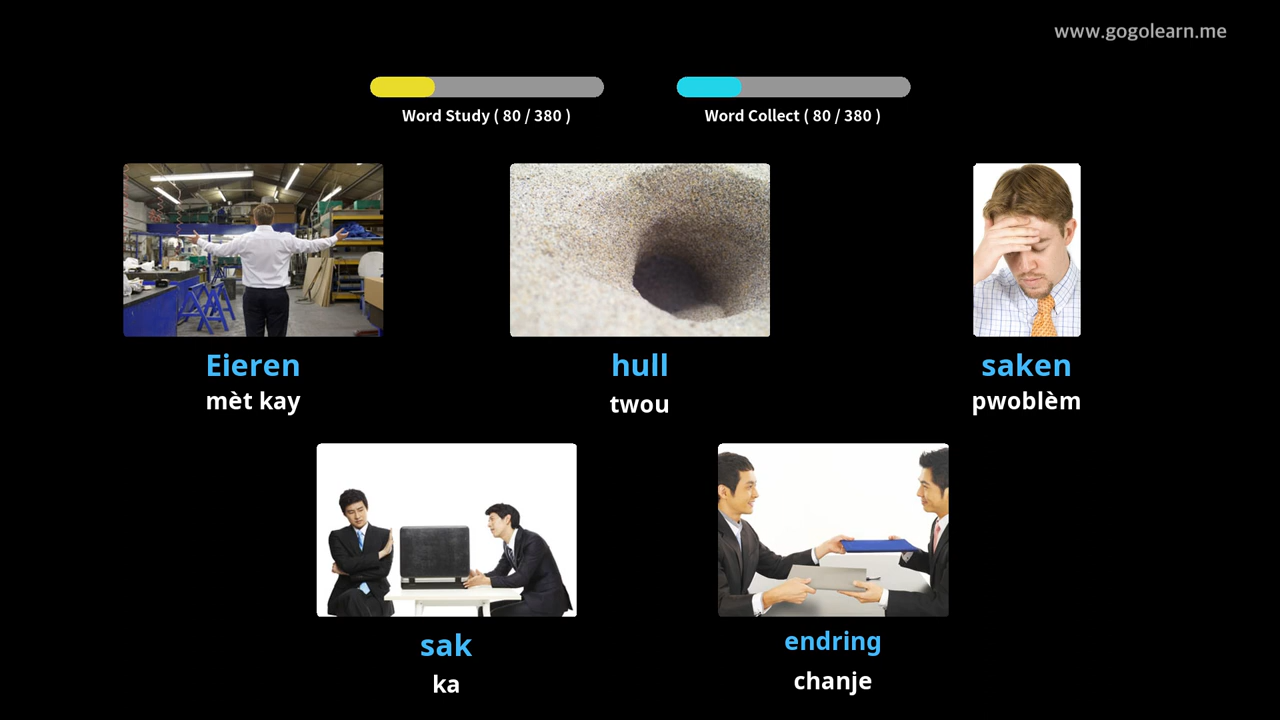 www.gogolearn.me
Word Study ( 80 / 380 )
Word Collect ( 80 / 380 )
Eieren
mèt kay
hull
twou
saken
pwoblèm
sak
ka
endring
chanje